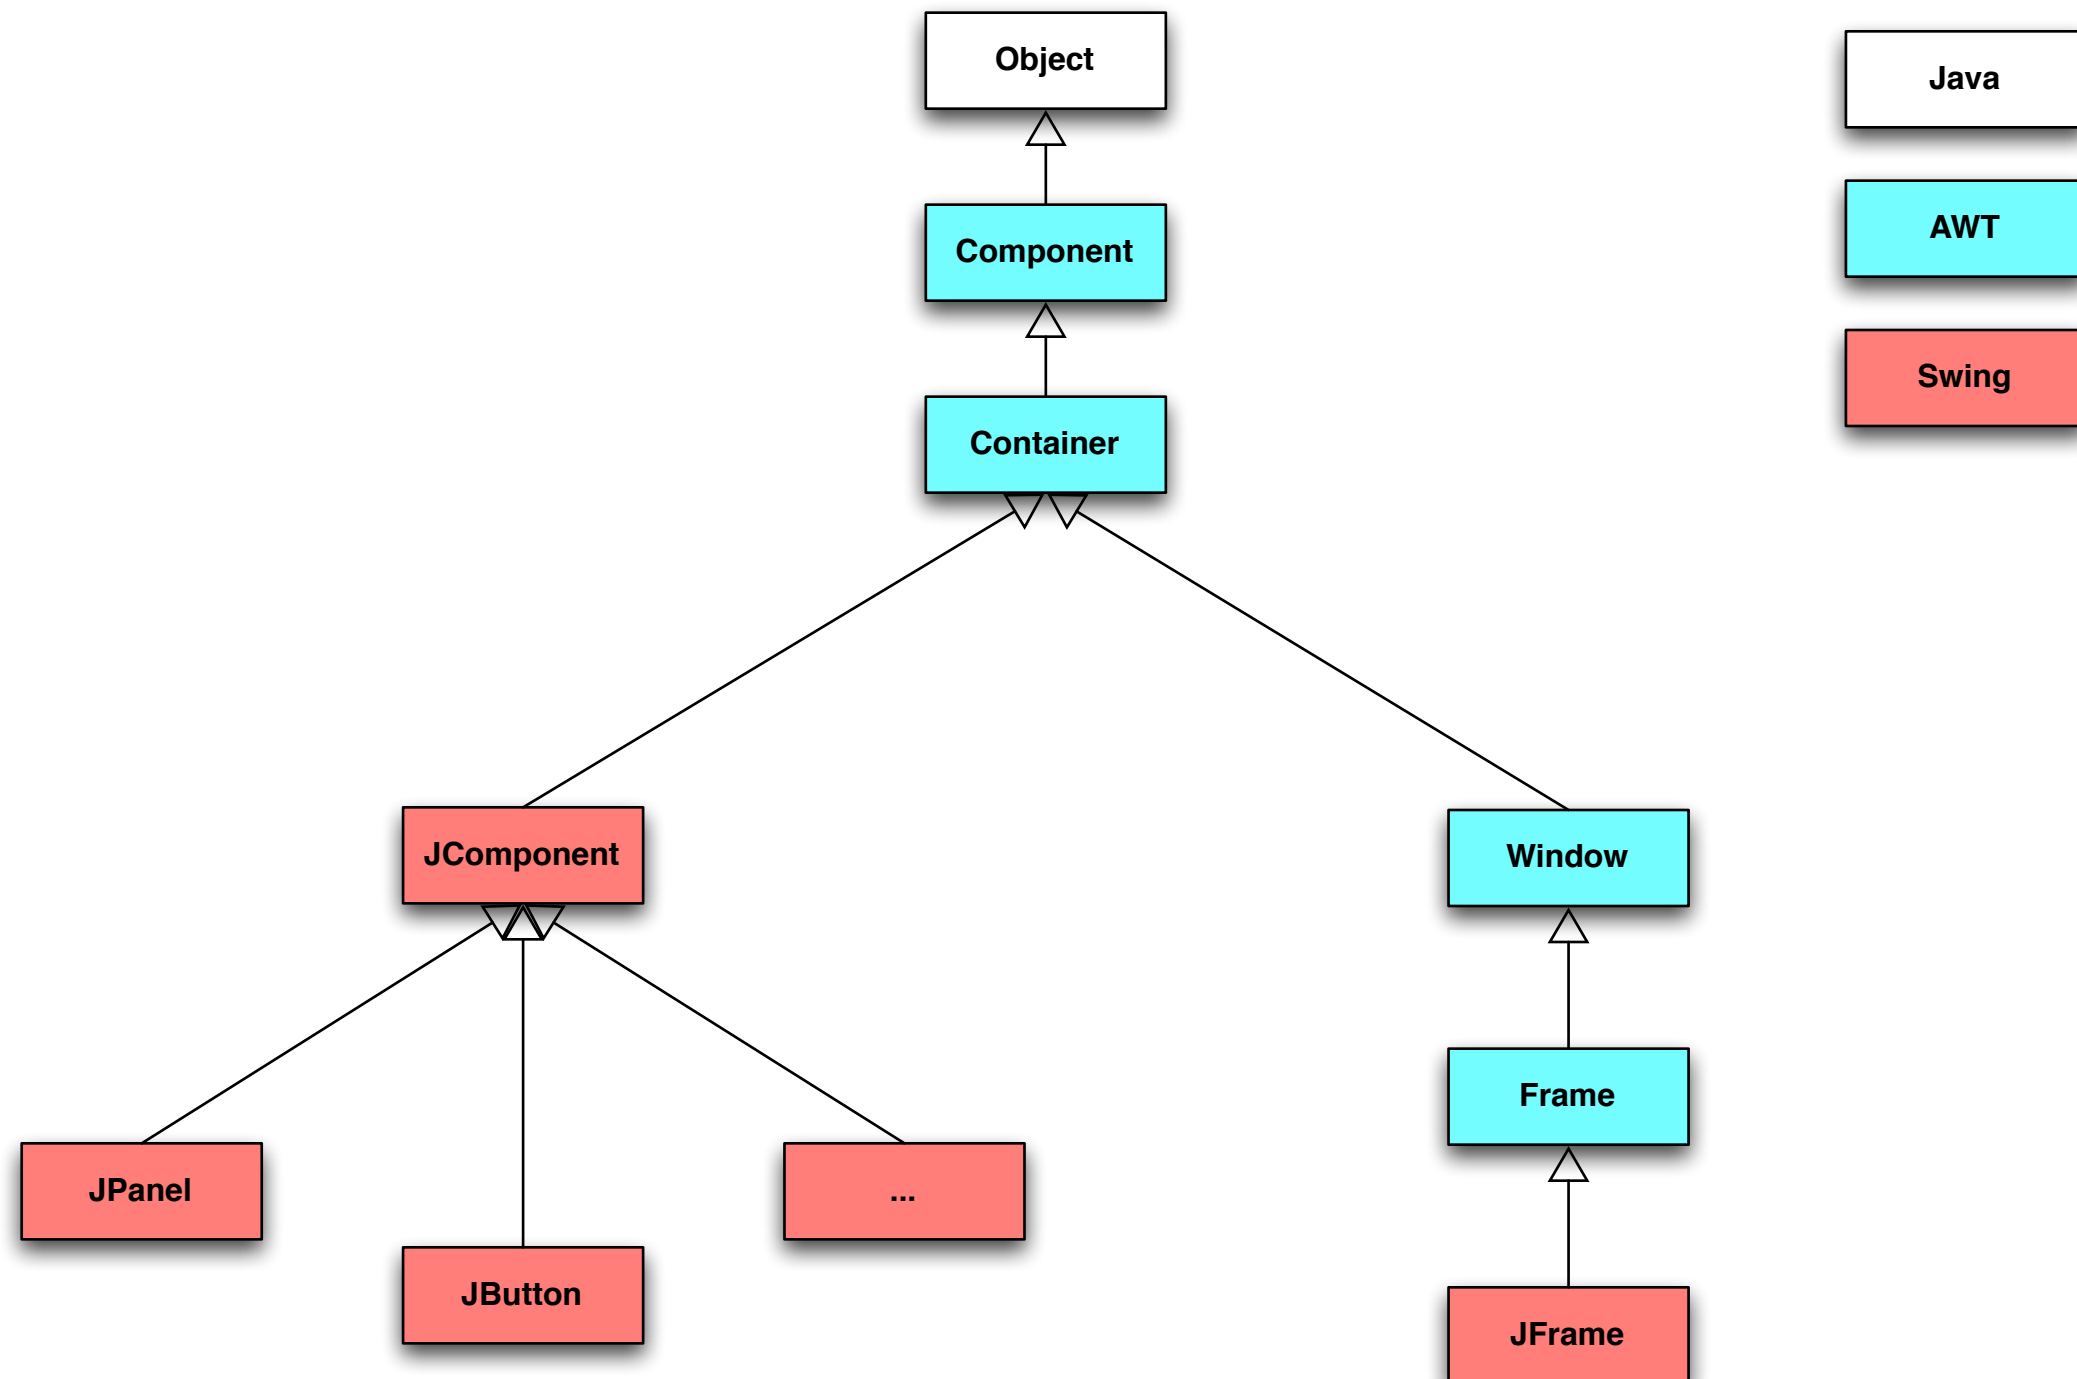 Object
Java
Component
AWT
Swing
Container
JComponent
Window
Frame
JPanel
...
JButton
JFrame